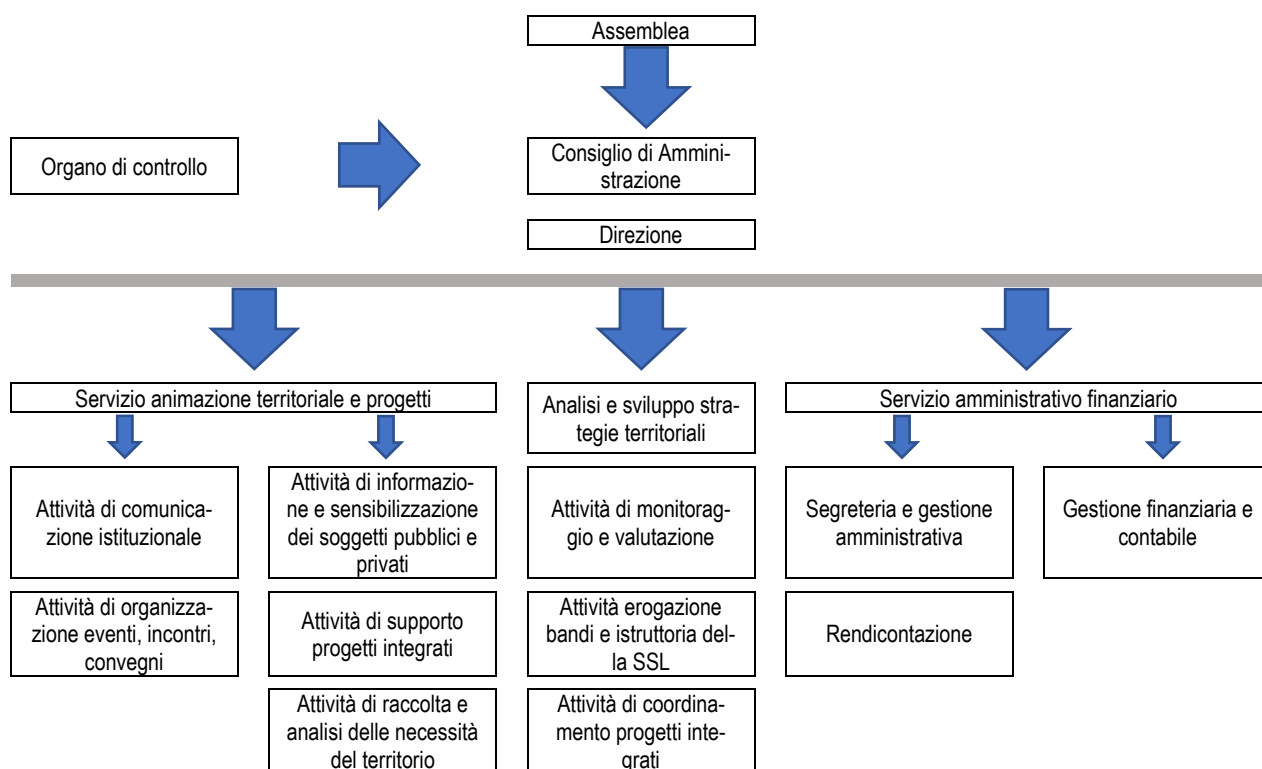 Assemblea
Organo di controllo
Consiglio di Ammini-
strazione
Direzione
Servizio animazione territoriale e progetti
Analisi e sviluppo stra-
tegie territoriali
Servizio amministrativo finanziario
Attività di comunica-
zione istituzionale
Attività di informazio-
ne e sensibilizzazione
dei soggetti pubblici e
privati
Attività di monitorag-
gio e valutazione
Segreteria e gestione
amministrativa
Gestione finanziaria e
contabile
Attività di organizza-
zione eventi, incontri,
convegni
Attività di supporto
progetti integrati
Attività erogazione
bandi e istruttoria del-
la SSL
Rendicontazione
Attività di raccolta e
analisi delle necessità
del territorio
Attività di coordina-
mento progetti inte-
grati